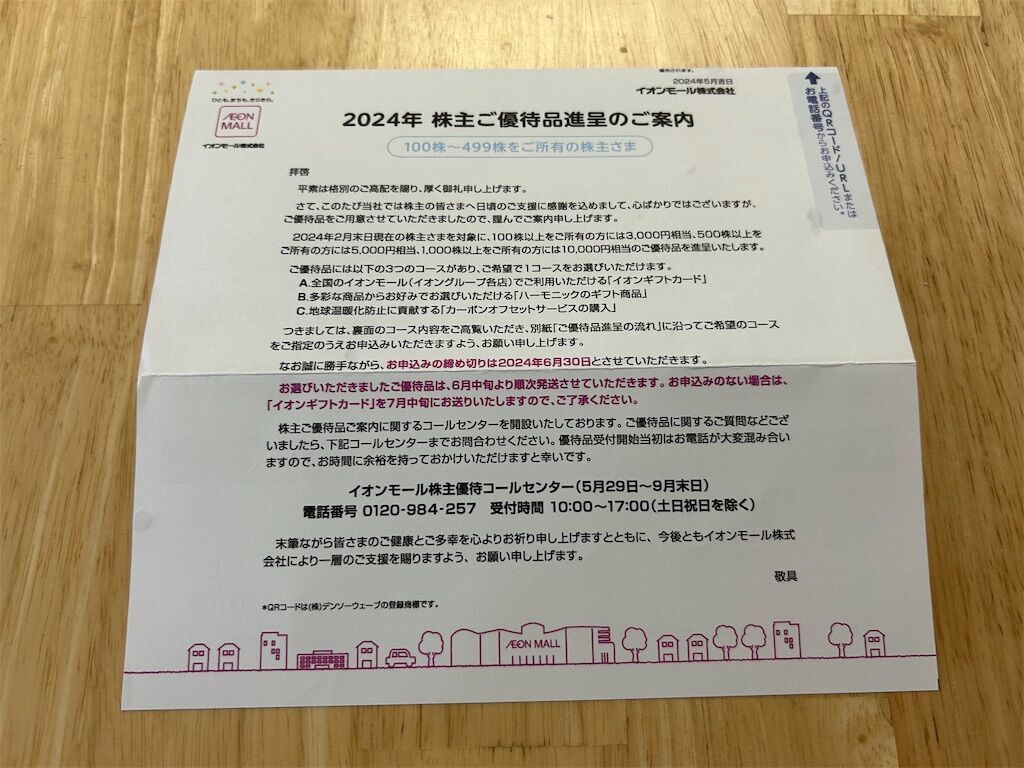 用されます。
2024年5月吉日
イオンモール株式会社
ひとも、まちも、きらきら。
ÆON
MALL
イオンモール株式会社
2024年 株主ご優待品進呈のご案内
100株〜499株をご所有の株主さま
上記のQRコード/URLまたは
お電話番号からお申込みください。
拝啓
平素は格別のご高配を賜り、厚く御礼申し上げます。
さて、このたび当社では株主の皆さまへ日頃のご支援に感謝を込めまして、心ばかりではございますが、
ご優待品をご用意させていただきましたので、謹んでご案内申し上げます。
2024年2月末日現在の株主さまを対象に、100株以上をご所有の方には3,000円相当、500株以上を
ご所有の方には5,000円相当、1,000株以上をご所有の方には10,000円相当のご優待品を進呈いたします。
ご優待品には以下の3つのコースがあり、ご希望で1コースをお選びいただけます。
A.全国のイオンモール(イオングループ各店)でご利用いただける「イオンギフトカード」
B.多彩な商品からお好みでお選びいただける「ハーモニックのギフト商品」
C.地球温暖化防止に貢献する「カーボンオフセットサービスの購入」
つきましては、裏面のコース内容をご高覧いただき、別紙「ご優待品進呈の流れ」に沿ってご希望のコース
をご指定のうえお申込みいただきますよう、お願い申し上げます。
なお誠に勝手ながら、お申込みの締め切りは2024年6月30日とさせていただきます。
お選びいただきましたご優待品は、6月中旬より順次発送させていただきます。お申込みのない場合は、
「イオンギフトカード」を7月中旬にお送りいたしますので、ご了承ください。
株主ご優待品ご案内に関するコールセンターを開設いたしております。ご優待品に関するご質問などござ
いましたら、下記コールセンターまでお問合わせください。優待品受付開始当初はお電話が大変混み合い
ますので、お時間に余裕を持っておかけいただけますと幸いです。
イオンモール株主優待コールセンター(5月29日〜9月末日)
電話番号 0120-984-257 受付時間 10:00〜17:00(土日祝日を除く)
末筆ながら皆さまのご健康とご多幸を心よりお祈り申し上げますとともに、今後ともイオンモール株式
会社により一層のご支援を賜りますよう、お願い申し上げます。
敬具
*QRコードは(株)デンソーウェーブの登録商標です。
ÆON MALL